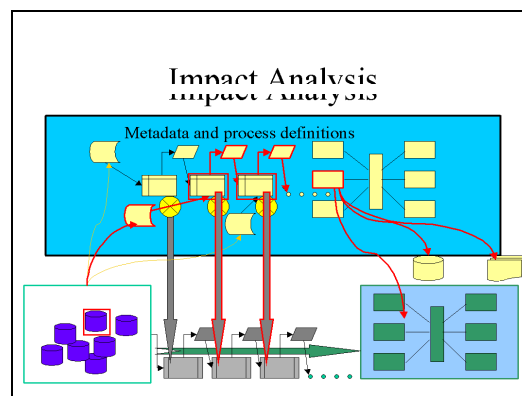 Impact Analysis
Metadata and process definitions